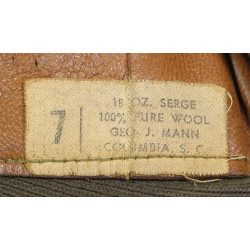 7
18 OZ. SERGE
100% PURE WOOL
GEO. J. MANN
COLUMBIA, S. C.